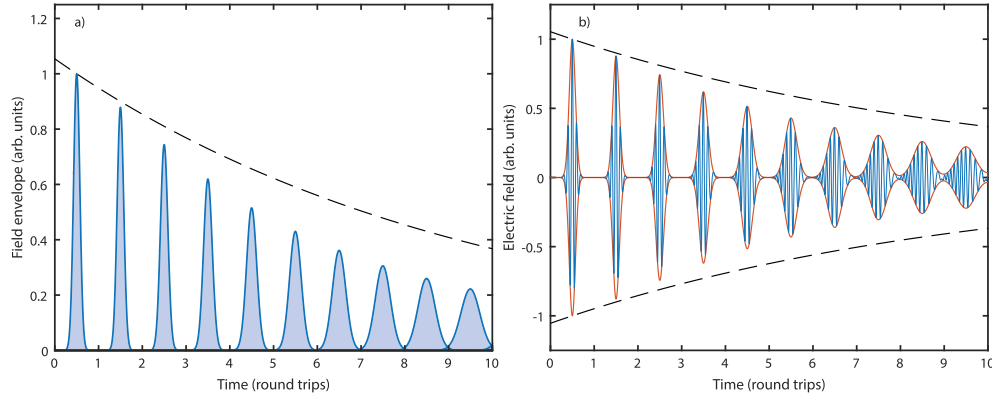 a)
Field envelope (arb. units)
1.2
1
0.8
0.6
0.4
0.2
0
0 1 2 3 4 5 6 7 8 9 10
Time (round trips)
b)
Electric field (arb. units)
1
0.5
0
-0.5
-1
0 1 2 3 4 5 6 7 8 9 10
Time (round trips)